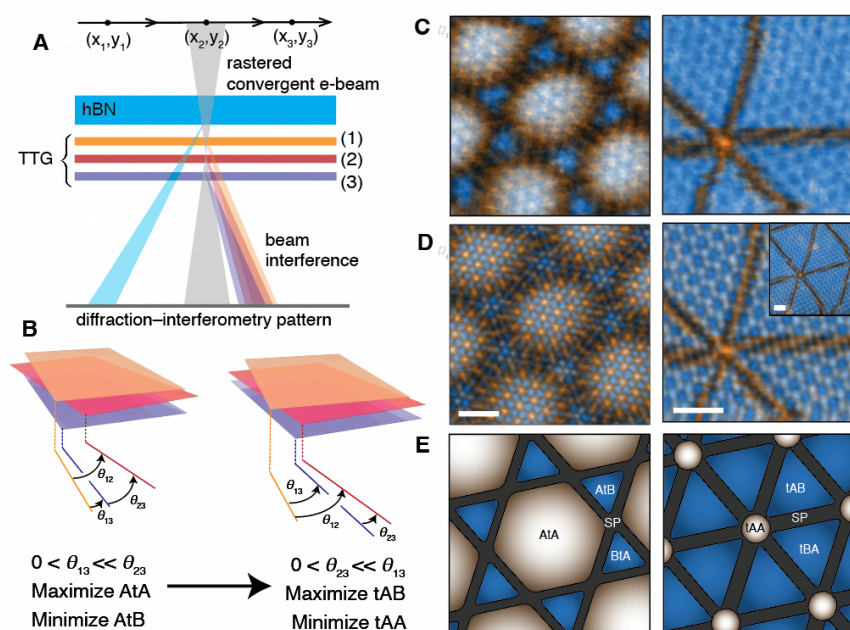 A
(x1,y1)
(x2,y2)
(x3,y3)
rastered
convergent e-beam
hBN
TTG
(1)
(2)
(3)
beam
interference
diffraction–interferometry pattern
B
θ12
θ13
θ23
θ13
θ12
θ23
0 < θ13 << θ23
Maximize AtA
Minimize AtB
0 < θ23 << θ13
Maximize tAB
Minimize tAA
C
D
E
AtB
AtA
SP
BtA
tAB
tAA
SP
tBA